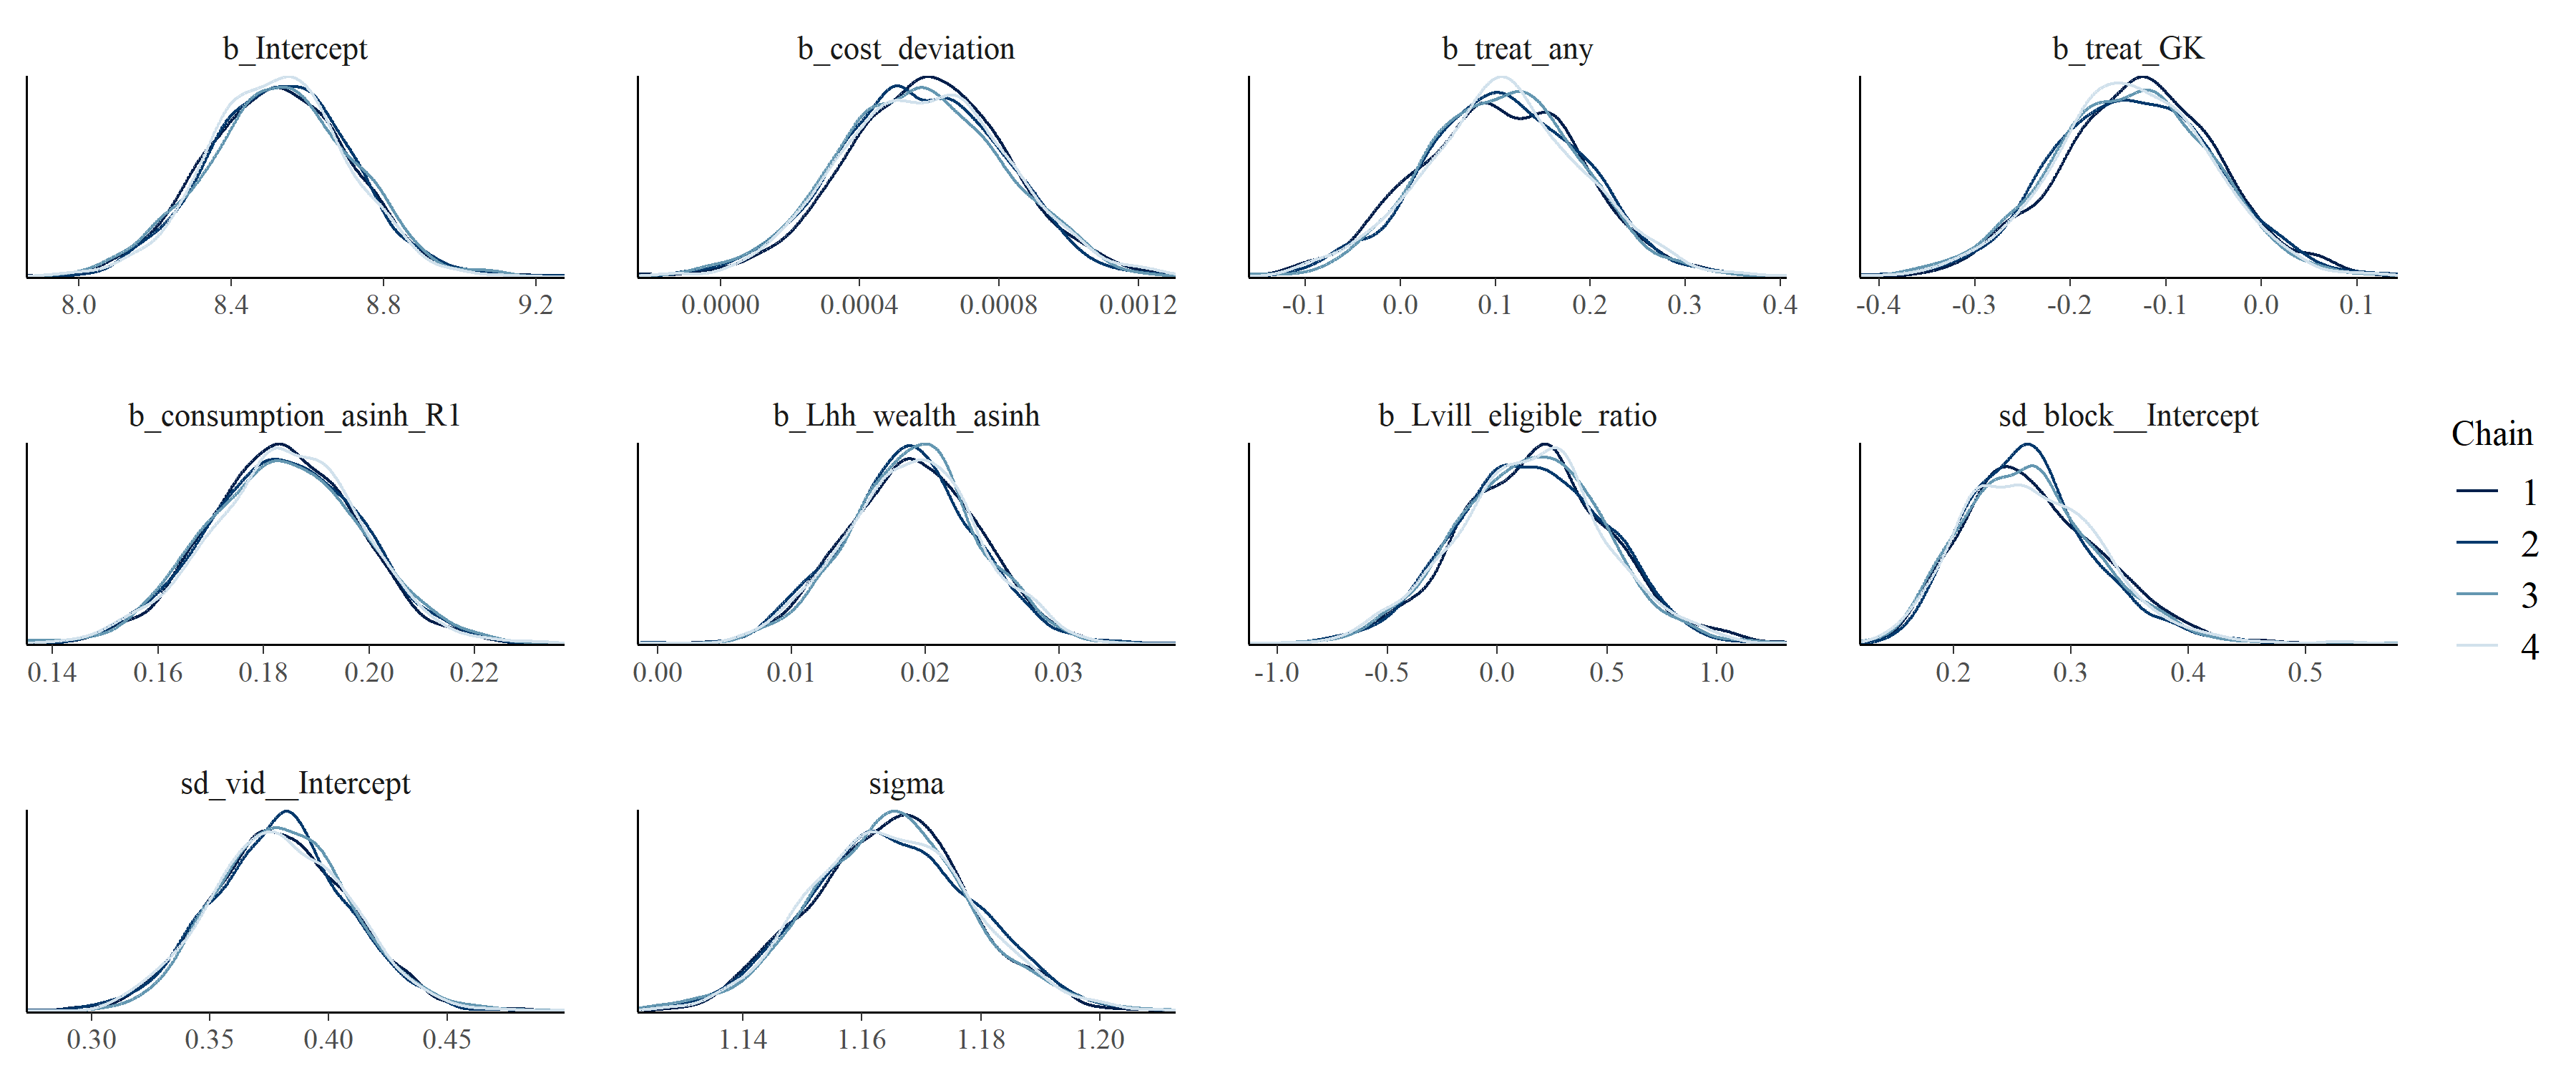 b_Intercept
b_cost_deviation
b_treat_any
b_treat_GK
8.0 8.4 8.8 9.2
0.0000 0.0004 0.0008 0.0012
-0.1 0.0 0.1 0.2 0.3 0.4
-0.4 -0.3 -0.2 -0.1 0.0 0.1
b_consumption_asinh_R1
b_Lhh_wealth_asinh
b_Lvill_eligible_ratio
sd_block__Intercept
0.14 0.16 0.18 0.20 0.22
0.00 0.01 0.02 0.03
-1.0 -0.5 0.0 0.5 1.0
0.2 0.3 0.4 0.5
Chain
1
2
3
4
sd_vid__Intercept
sigma
0.30 0.35 0.40 0.45
1.14 1.16 1.18 1.20